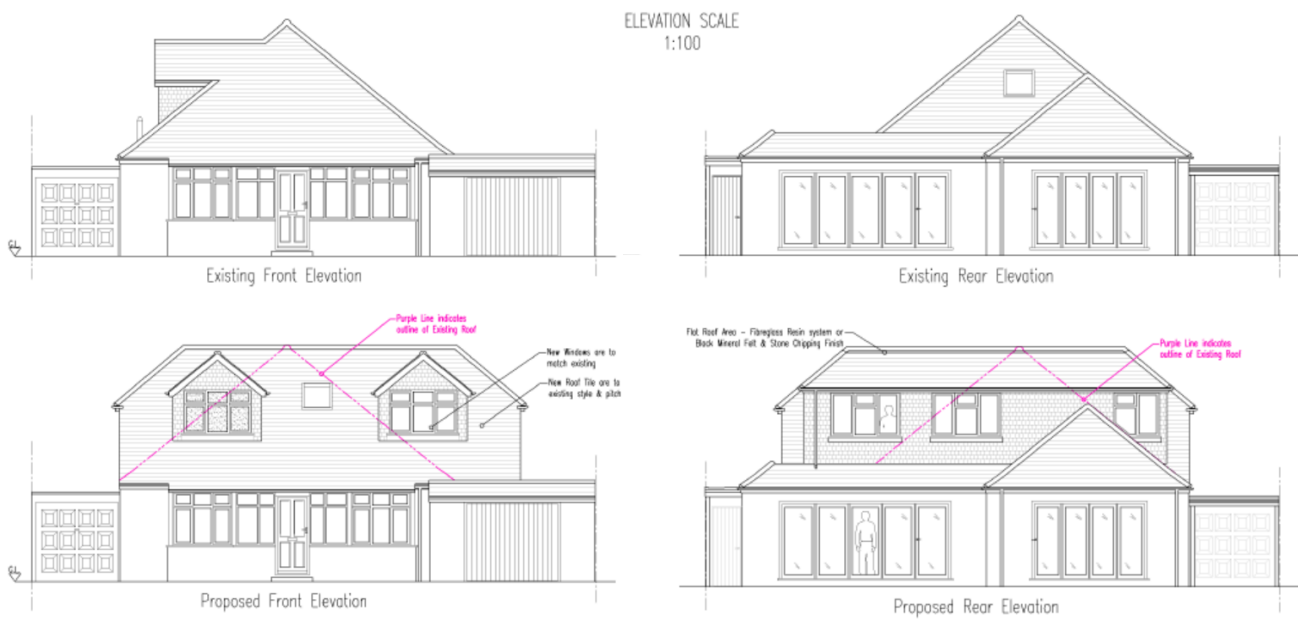 ELEVATION SCALE
1:100
GL
Existing Front Elevation
Existing Rear Elevation
Purple Line indicates
outline of Existing Roof
New Windows are to
match existing
New Roof Tile are to
existing style & pitch
Flat Roof Area - Fibreglass Resin system or
Black Mineral Felt & Stone Chipping Finish
Purple Line indicates
outline of Existing Roof
GL
Proposed Front Elevation
Proposed Rear Elevation